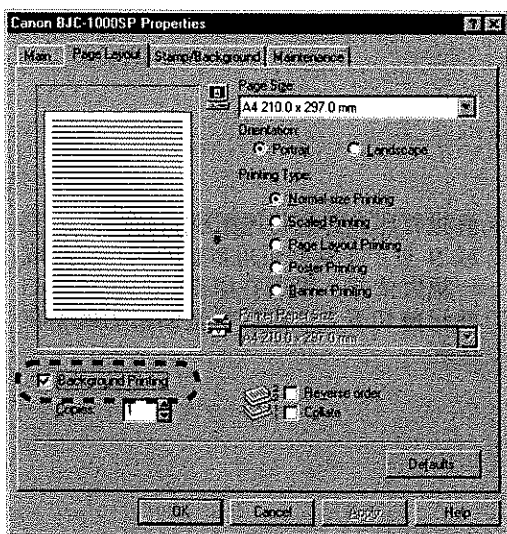 Canon BJC-1000SP Properties
Main Page Layout Stamp/Background Maintenance
Page Size:
A4 210.0 x 297.0 mm
Orientation:
Portrait Landscape
Printing Type:
Normal-size Printing
Scaled Printing
Page Layout Printing
Poster Printing
Banner Printing
Printer Paper Size:
A4 210.0 x 297.0 mm
Background Printing
Copies: 1
Reverse order
Collate
Defaults
OK Cancel Apply Help